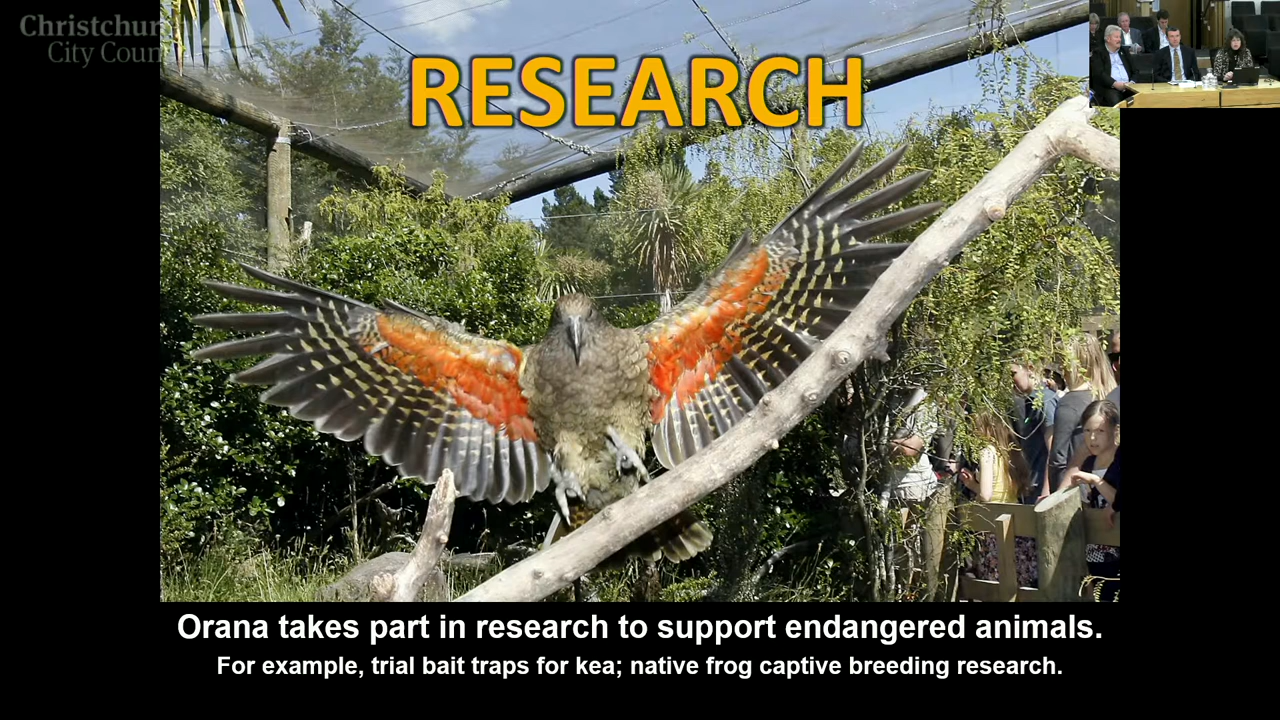 Christchurch
City Coun
RESEARCH
Orana takes part in research to support endangered animals.
For example, trial bait traps for kea; native frog captive breeding research.